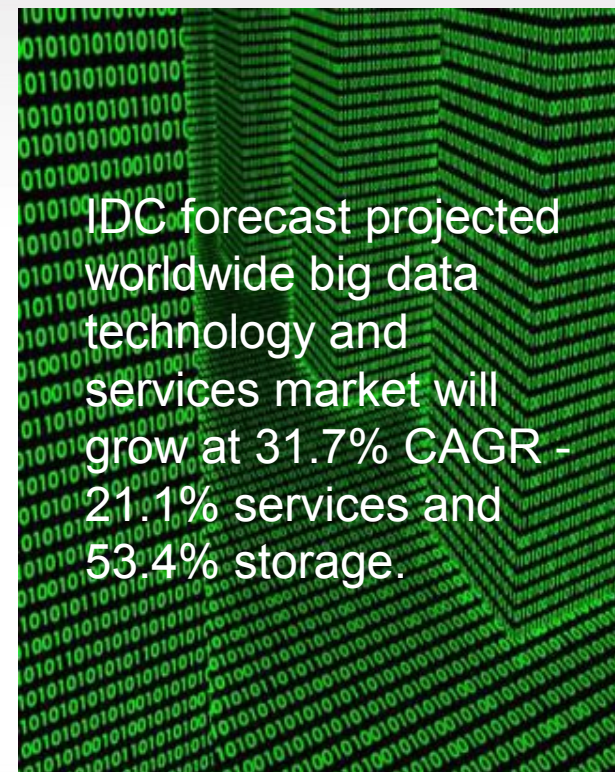 IDC forecast projected
worldwide big data
technology and
services market will
grow at 31.7% CAGR -
21.1% services and
53.4% storage.